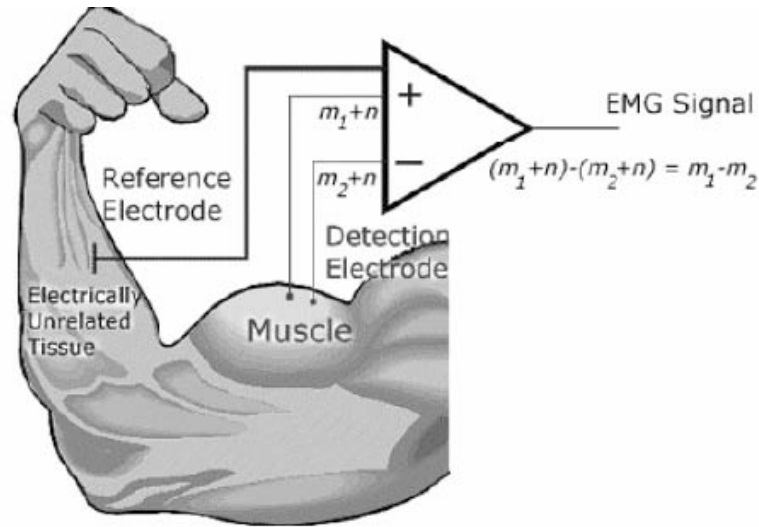 EMG Signal
+
m1+n
(m1+n)-(m2+n) = m1-m2
−
m2+n
Reference
Electrode
Detection
Electrode
Electrically
Unrelated
Tissue
Muscle